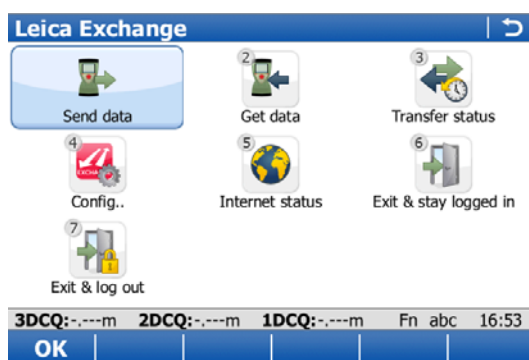 Leica Exchange
2
3
Send data
Get data
Transfer status
4
5
6
EXCHANGE
Config..
Internet status
Exit & stay logged in
7
Exit & log out
3DCQ:-.---m 2DCQ:-.---m 1DCQ:-.---m Fn abc 16:53
OK